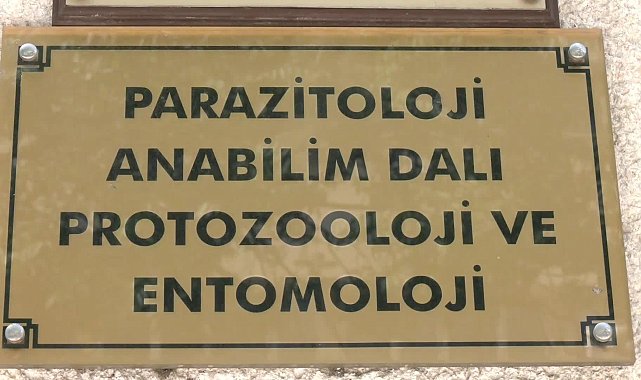 PARAZİTOLOJİ
ANABİLİM DALI
PROTOZOOLOJİ VE
ENTOMOLOJİ